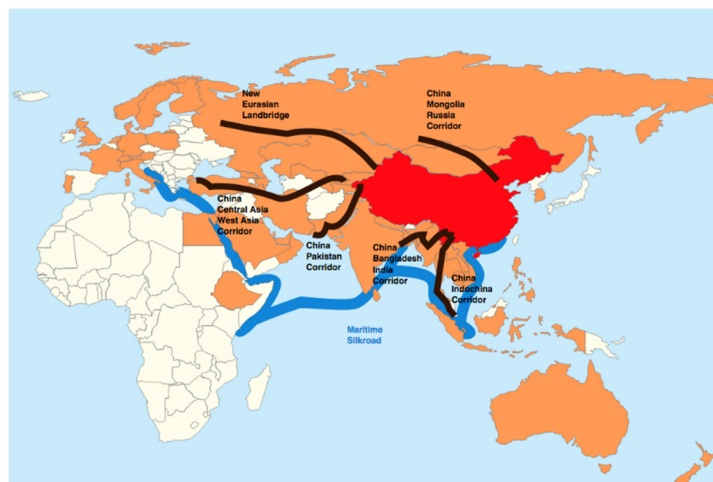 New
Eurasian
Landbridge
China
Mongolia
Russia
Corridor
China
Central Asia
West Asia
Corridor
China
Pakistan
Corridor
China
Bangladesh
India
Corridor
China
Indochina
Corridor
Maritime
Silkroad